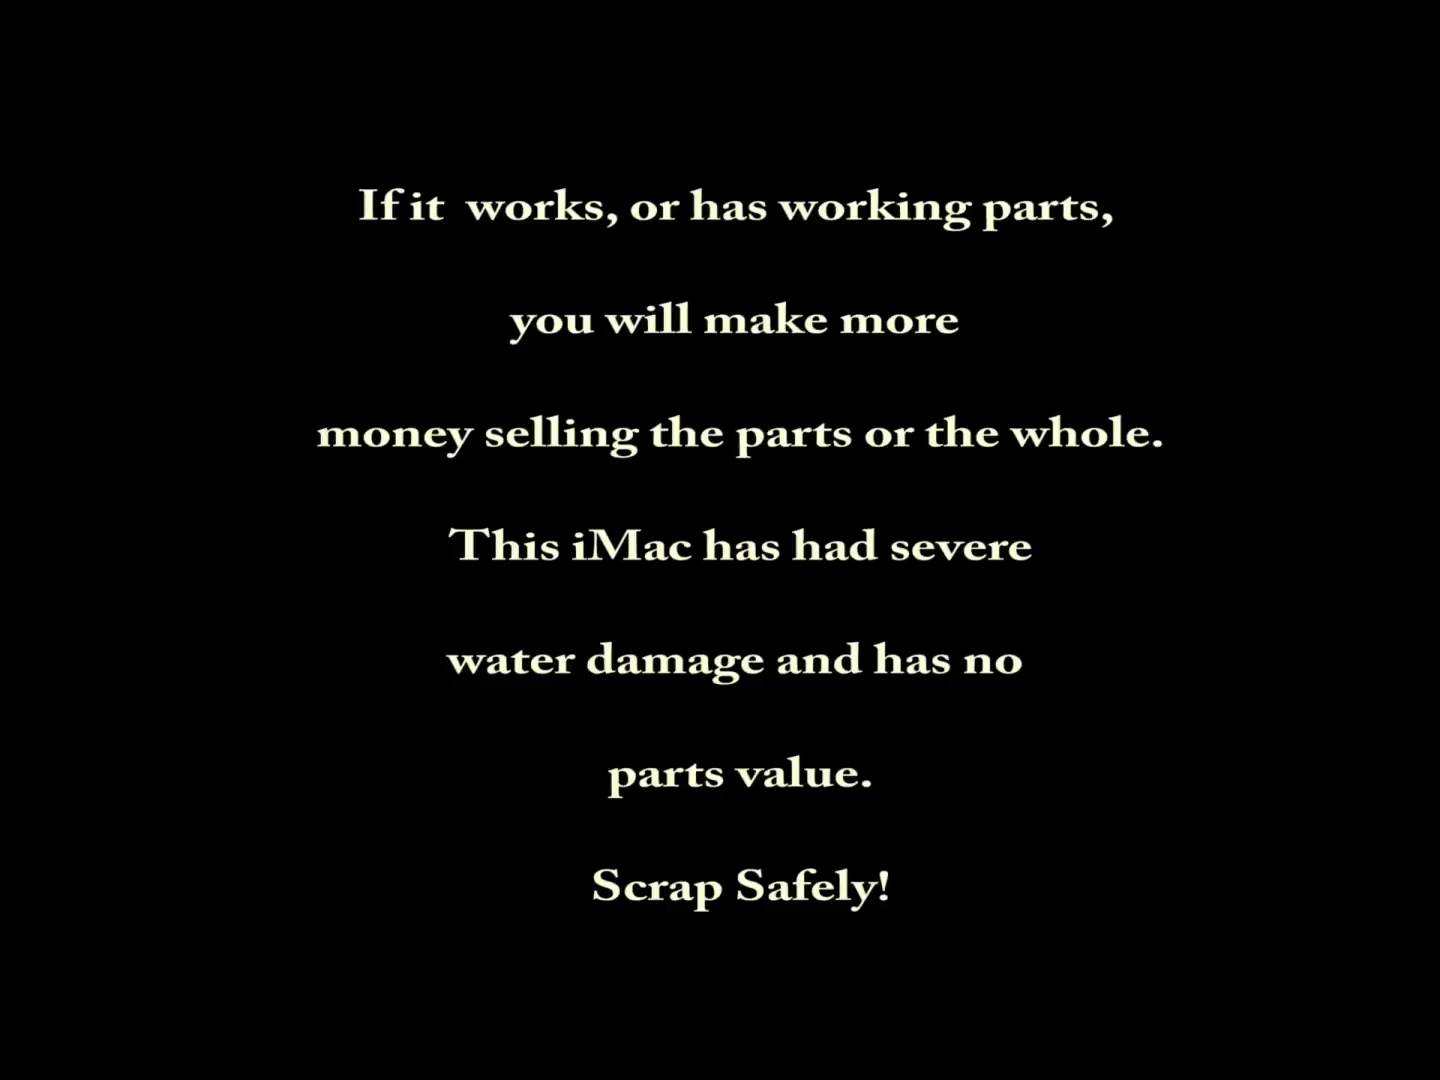 If it  works, or has working parts,
you will make more
money selling the parts or the whole.
This iMac has had severe
water damage and has no
parts value.
Scrap Safely!